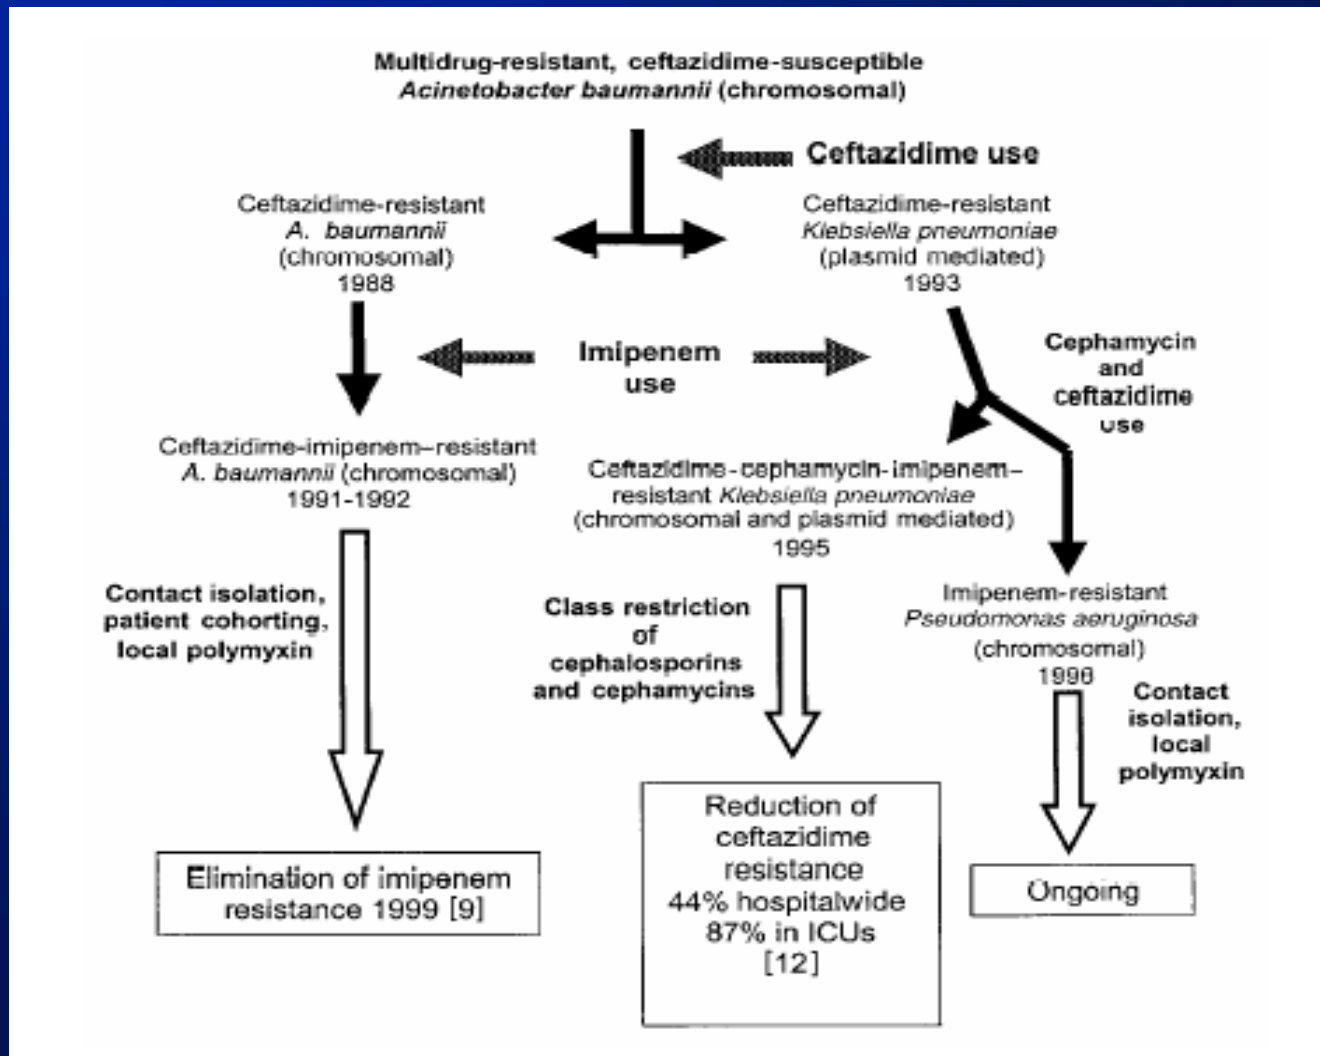 Multidrug-resistant, ceftazidime-susceptible
Acinetobacter baumannii (chromosomal)
Ceftazidime use
Ceftazidime-resistant
A. baumannii
(chromosomal)
1988
Ceftazidime-resistant
Klebsiella pneumoniae
(plasmid mediated)
1993
Imipenem
use
Cephamycin
and
ceftazidime
use
Ceftazidime-imipenem–resistant
A. baumannii (chromosomal)
1991-1992
Ceftazidime-cephamycin-imipenem–
resistant Klebsiella pneumoniae
(chromosomal and plasmid mediated)
1995
Contact isolation,
patient cohorting,
local polymyxin
Class restriction
of
cephalosporins
and cephamycins
Imipenem-resistant
Pseudomonas aeruginosa
(chromosomal)
1996
Contact
isolation,
local
polymyxin
Elimination of imipenem
resistance 1999 [9]
Reduction of
ceftazidime
resistance
44% hospitalwide
87% in ICUs
[12]
Ongoing